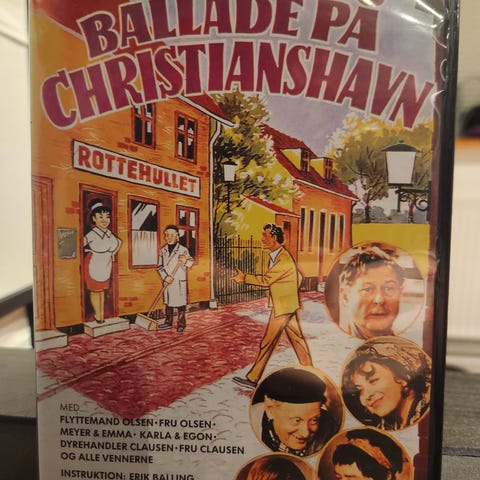 BALLADE PÅ
CHRISTIANSHAVN
ROTTEHULLET
MED...
FLYTTEMAND OLSEN · FRU OLSEN ·
MEYER & EMMA · KARLA & EGON ·
DYREHANDLER CLAUSEN · FRU CLAUSEN
OG ALLE VENNERNE
INSTRUKTION: ERIK BALLING